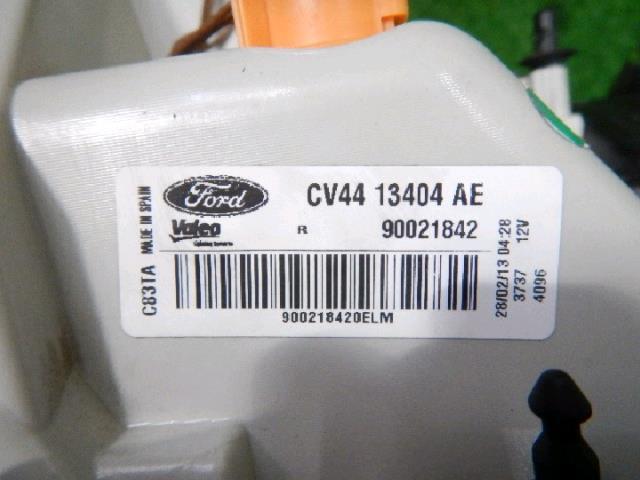 Ford
CV44 13404 AE
Valeo
R
90021842
900218420ELM
C83TA
MADE IN SPAIN
28/02/13 04:28
3737 12V
4096